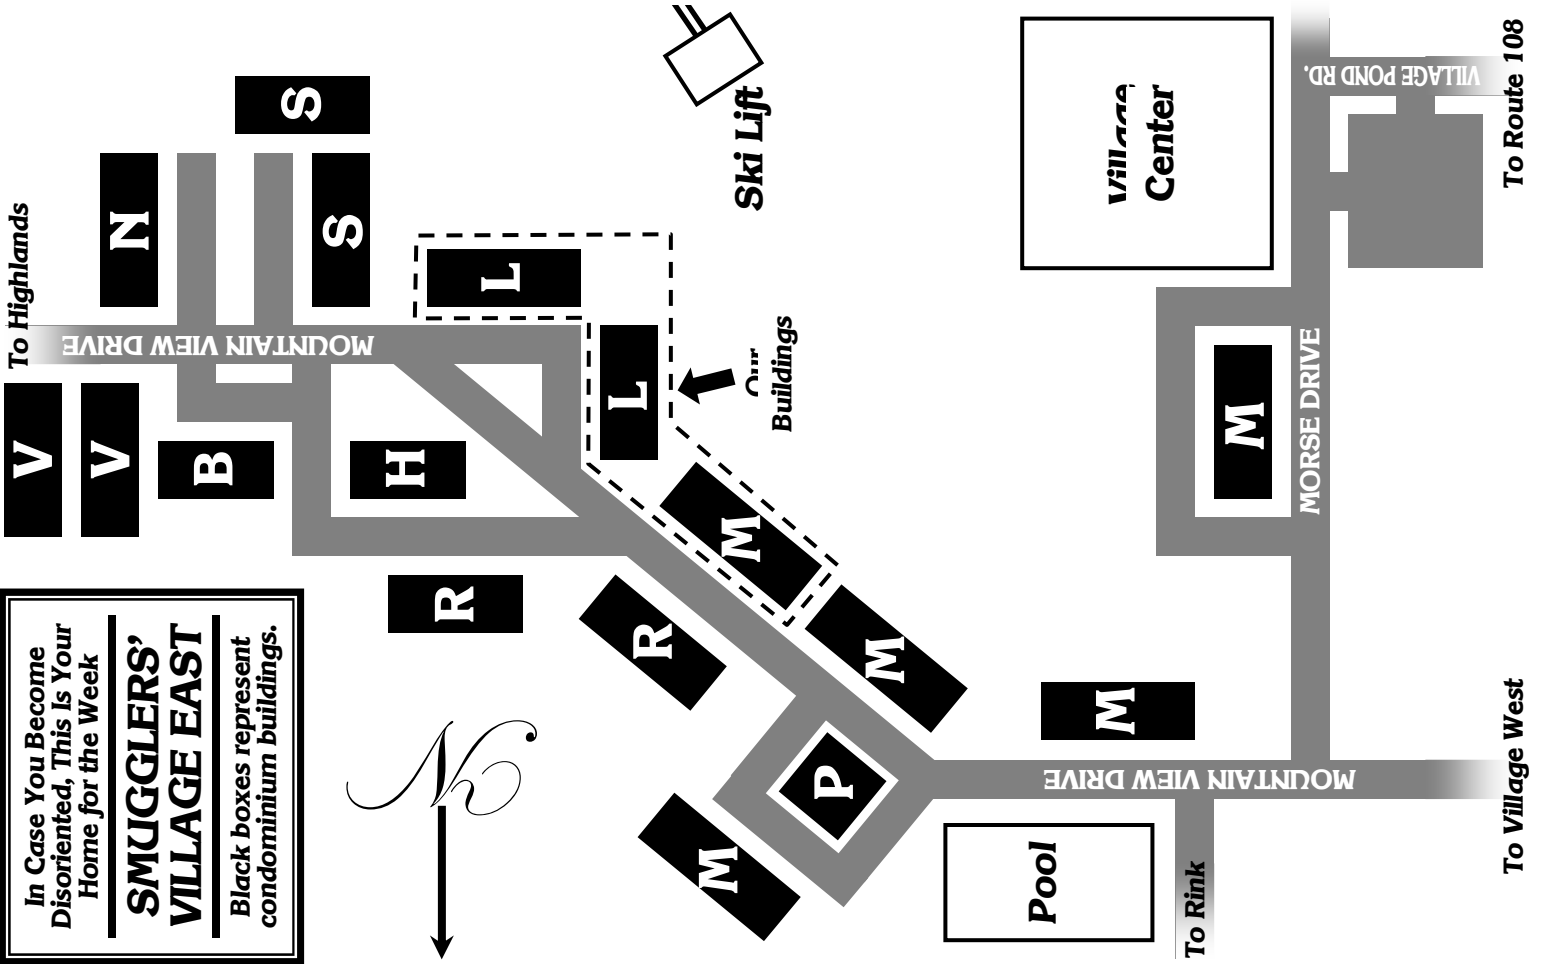 In Case You Become
Disoriented, This Is Your
Home for the Week
SMUGGLERS'
VILLAGE EAST
Black boxes represent
condominium buildings.
To Highlands
V
V
N
B
S
S
MOUNTAIN VIEW DRIVE
H
R
N
L
L
R
M
M
Ski Lift
Our
Buildings
M
P
M
Pool
M
MOUNTAIN VIEW DRIVE
To Rink
Village
Center
M
MORSE DRIVE
VILLAGE POND RD.
To Route 108
To Village West